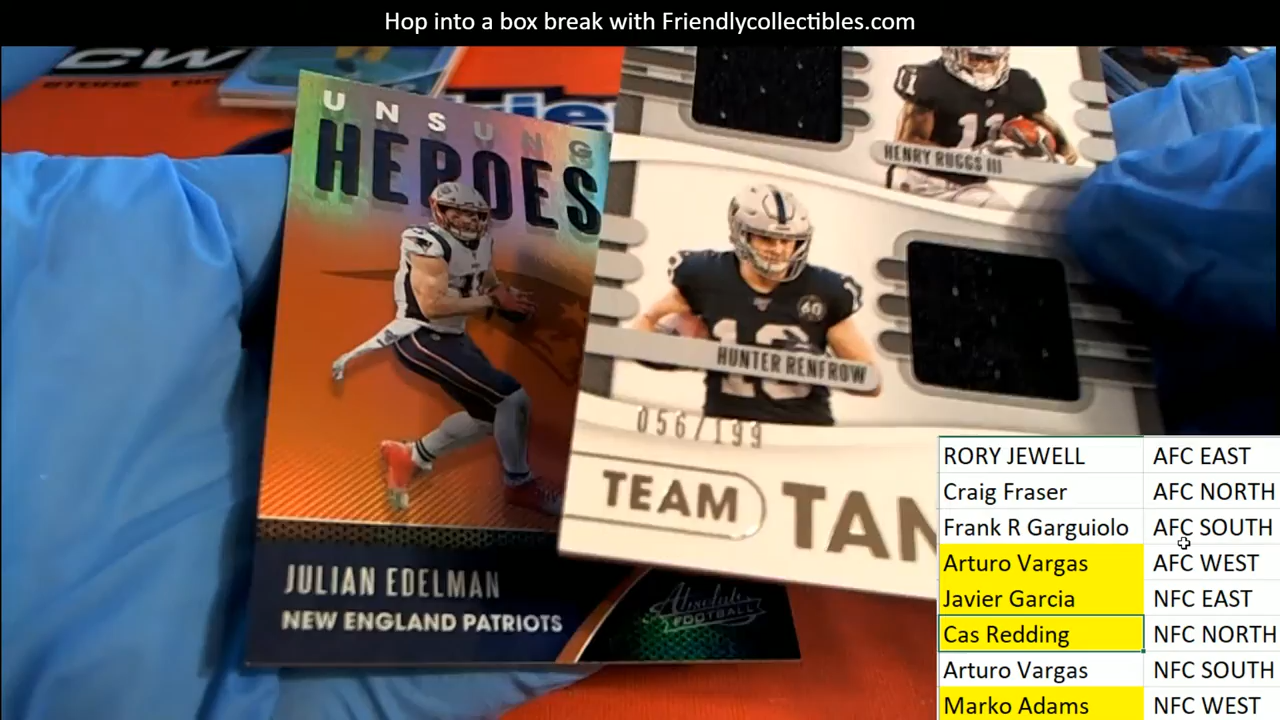 Hop into a box break with Friendlycollectibles.com
CW
UNSUNG
HEROES
HENRY RUGGS III
HUNTER RENFROW
056/199
TEAM TAN
JULIAN EDELMAN
NEW ENGLAND PATRIOTS
Absolute
FOOTBALL
RORY JEWELL AFC EAST
Craig Fraser AFC NORTH
Frank R Garguiolo AFC SOUTH
Arturo Vargas AFC WEST
Javier Garcia NFC EAST
Cas Redding NFC NORTH
Arturo Vargas NFC SOUTH
Marko Adams NFC WEST